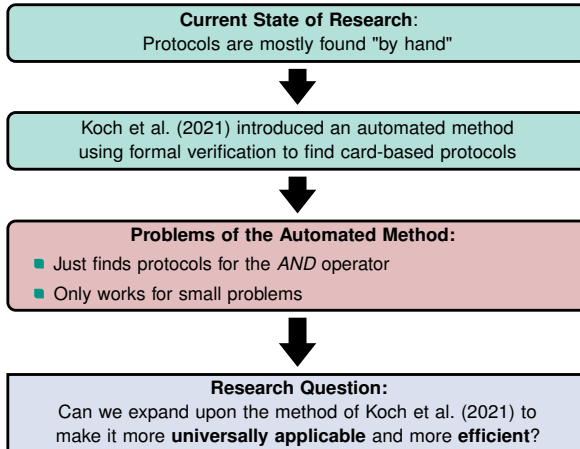 Current State of Research:
Protocols are mostly found "by hand"
Koch et al. (2021) introduced an automated method
using formal verification to find card-based protocols
Problems of the Automated Method:
Just finds protocols for the AND operator
Only works for small problems
Research Question:
Can we expand upon the method of Koch et al. (2021) to
make it more universally applicable and more efficient?